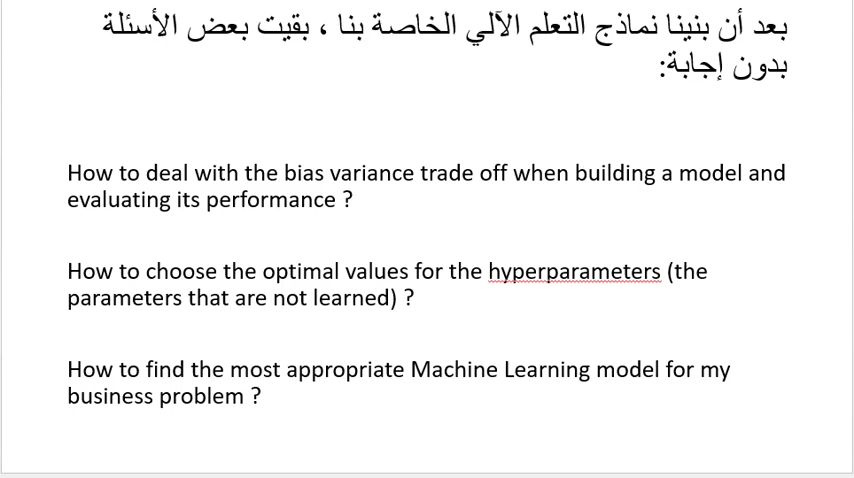 بعد أن بنينا نماذج التعلم الآلي الخاصة بنا ، بقيت بعض الأسئلة
بدون إجابة:
How to deal with the bias variance trade off when building a model and
evaluating its performance ?
How to choose the optimal values for the hyperparameters (the
parameters that are not learned) ?
How to find the most appropriate Machine Learning model for my
business problem ?